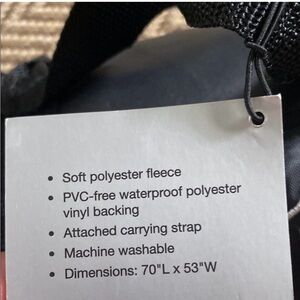 • Soft polyester fleece
• PVC-free waterproof polyester
vinyl backing
• Attached carrying strap
• Machine washable
• Dimensions: 70"L x 53"W